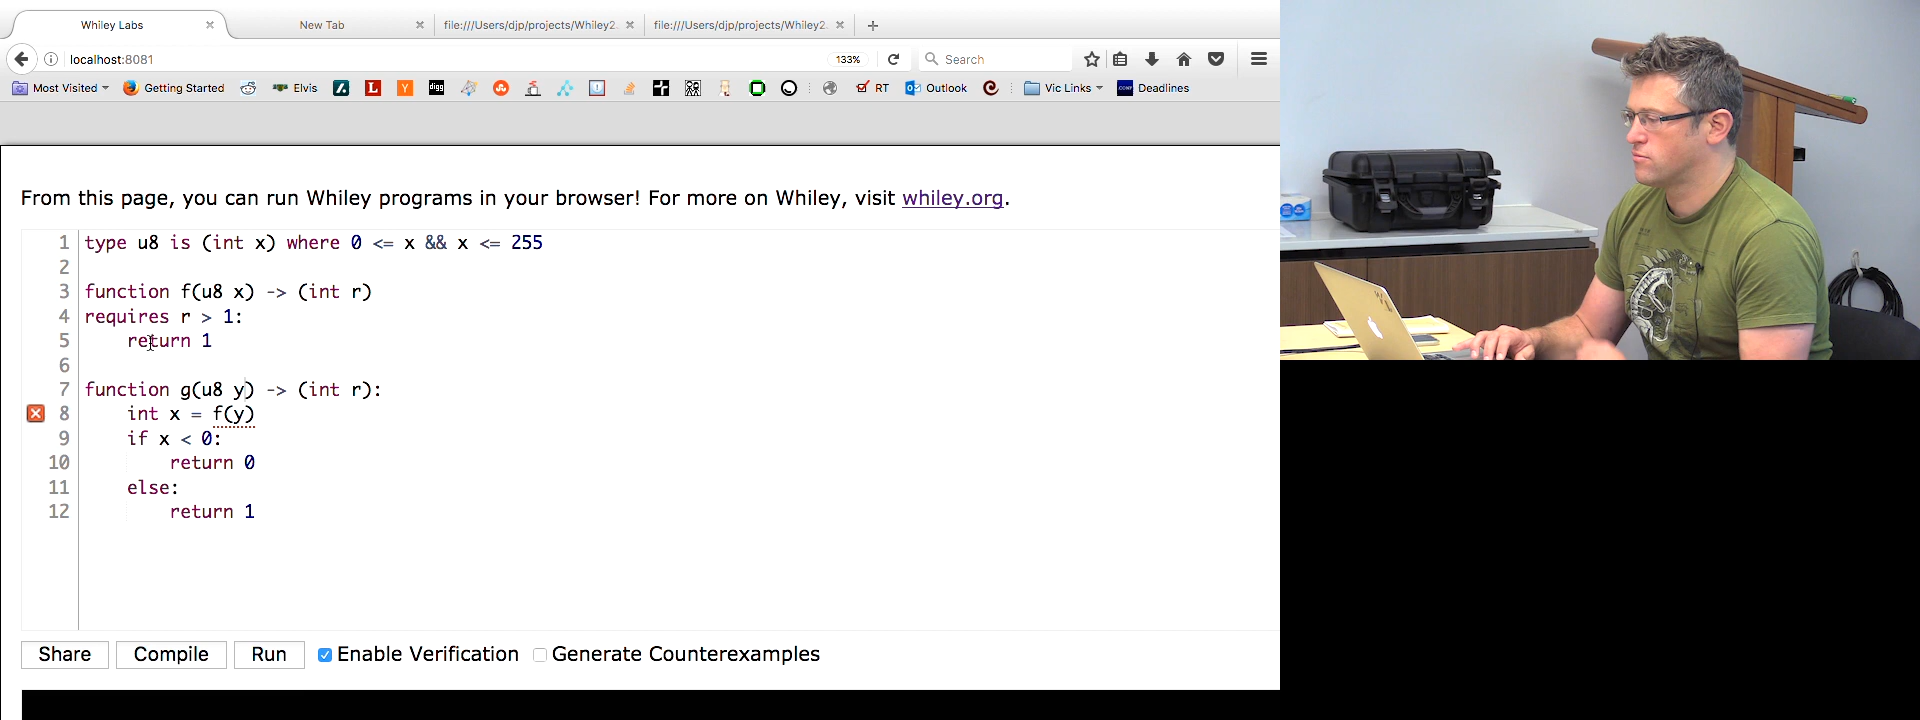 Whiley Labs
New Tab
file:///Users/djp/projects/Whiley2
file:///Users/djp/projects/Whiley2
localhost:8081
133%
Search
Most Visited
Getting Started
Elvis
L
Y
digg
RT
Outlook
Vic Links
.CONF
Deadlines
From this page, you can run Whiley programs in your browser! For more on Whiley, visit whiley.org.
1 type u8 is (int x) where 0 <= x && x <= 255
2
3 function f(u8 x) -> (int r)
4 requires r > 1:
5 return 1
6
7 function g(u8 y) -> (int r):
8 int x = f(y)
9 if x < 0:
10 return 0
11 else:
12 return 1
Share
Compile
Run
Enable Verification
Generate Counterexamples